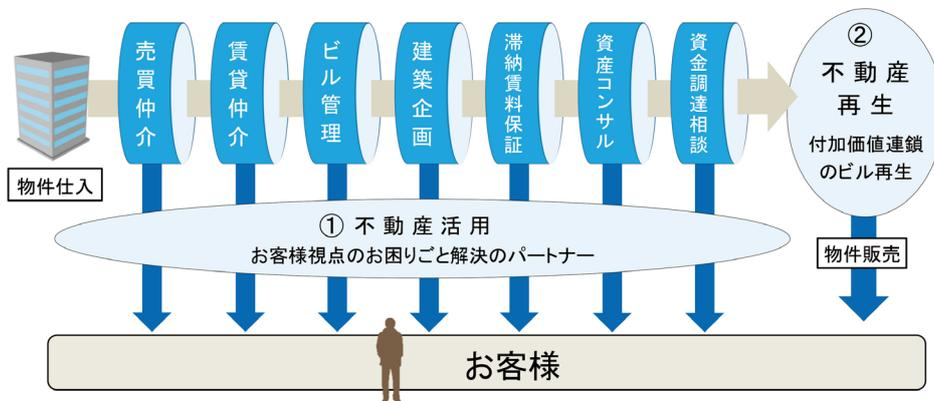 物件仕入
売買仲介
賃貸仲介
ビル管理
建築企画
滞納賃料保証
資産コンサル
資金調達相談
②
不動産
再生
付加価値連鎖
のビル再生
① 不動産活用
お客様視点のお困りごと解決のパートナー
物件販売
お客様